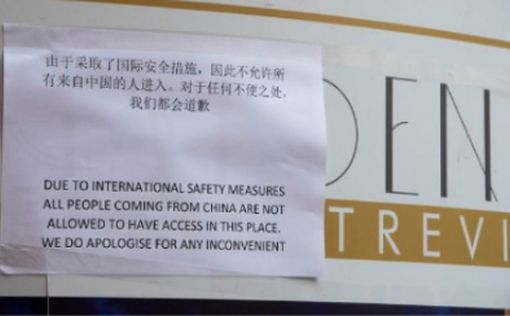 由于采取了国际安全措施，因此不允许所
有来自中国的人进入。对于任何不便之处，
我们都会道歉
DUE TO INTERNATIONAL SAFETY MEASURES
ALL PEOPLE COMING FROM CHINA ARE NOT
ALLOWED TO HAVE ACCESS IN THIS PLACE.
WE DO APOLOGISE FOR ANY INCONVENIENT
DEN
TREVI